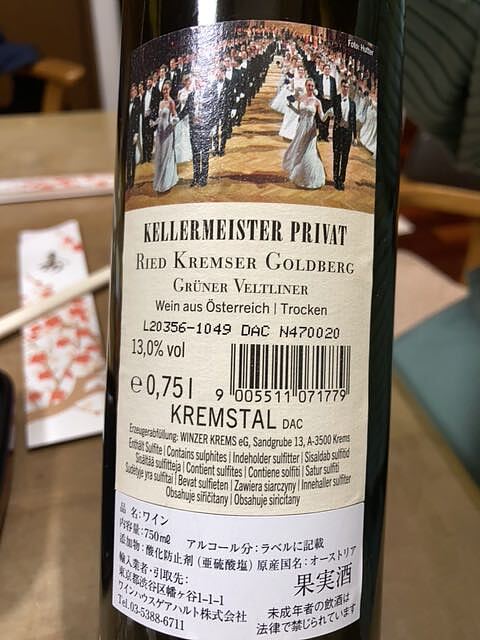 Foto: Hutter
KELLERMEISTER PRIVAT
RIED KREMSER GOLDBERG
GRÜNER VELTLINER
Wein aus Österreich | Trocken
L20356-1049 DAC N470020
13,0% vol
e 0,75 l
9 005511 071779
KREMSTAL DAC
Erzeugerabfüllung: WINZER KREMS eG, Sandgrube 13, A-3500 Krems
Enthält Sulfite | Contains sulphites | Indeholder sulfitter | Sisaldab sulfitid
Sisältää sulfitteja | Contient sulfites | Contiene solfiti | Satur sulfīti
Sudėtyje yra sulfitai | Bevat sulfieten | Zawiera siarczyny | Innehaller sulfiter
Obsahuje siřičitany | Obsahuje siricitany
品 名:ワイン
内容量:750mℓ アルコール分:ラベルに記載
添加物:酸化防止剤(亜硫酸塩) 原産国名:オーストリア
輸入業者・引取先:
東京都渋谷区幡ヶ谷1-1-1
ワインハウスゲアハルト株式会社
Tel.03-5388-6711
果実酒
未成年者の飲酒は
法律で禁じられています